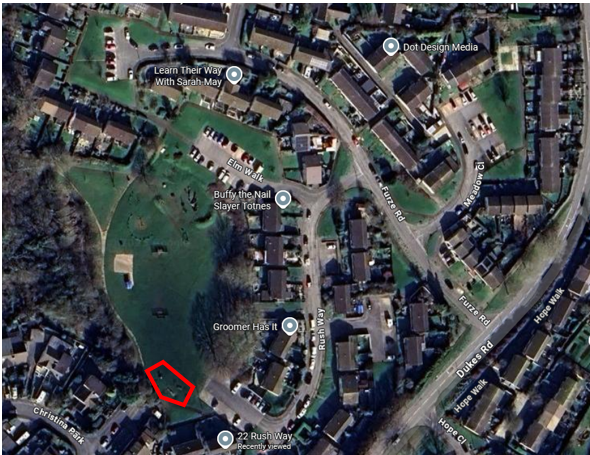 Dot Design Media
Learn Their Way
With Sarah-May
Elm Walk
Buffy the Nail
Slayer Totnes
Furze Rd
Meadow Cl
Groomer Has It
Rush Way
Furze Rd
Hope Walk
Dukes Rd
Hope Walk
Christina Park
Hope Cl
22 Rush Way
Recently viewed